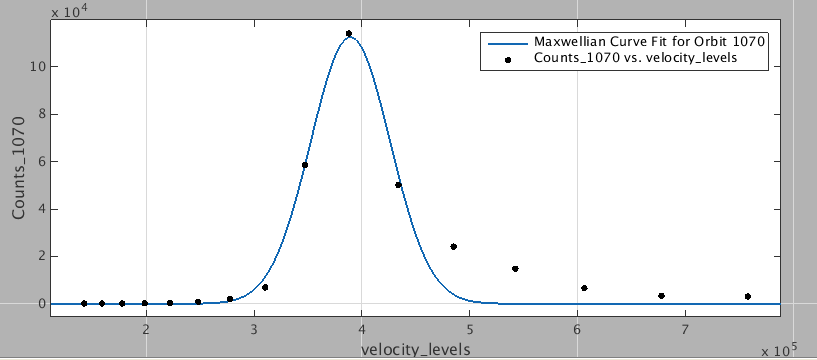 x 10^4
Maxwellian Curve Fit for Orbit 1070
Counts_1070 vs. velocity_levels
10
8
6
4
2
0
Counts_1070
2 3 4 5 6 7
velocity_levels
x 10^5